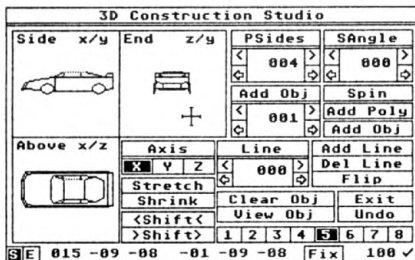 3D Construction Studio
Side x/y End z/y PSides SAngle
< 004 > < 000 >
Add Obj Spin
< 001 > Add Poly
Add Obj
Above x/z Axis Line Add Line
X Y Z < 000 > Del Line
Stretch Flip
Shrink Clear Obj Exit
<Shift< View Obj Undo
>Shift> 1 2 3 4 5 6 7 8
S E 015 -09 -08 -01 -09 -08 Fix 100 ✓